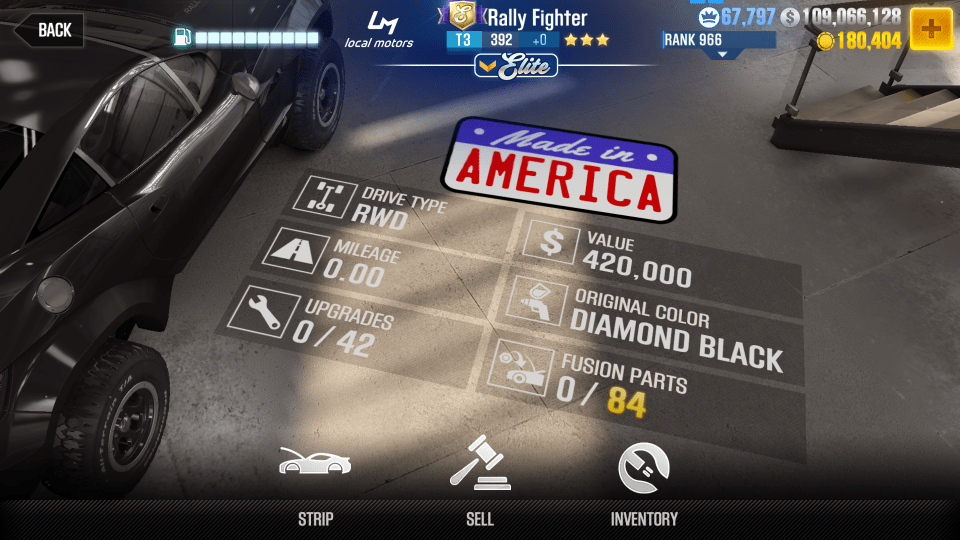 BACK
LM
local motors
Rally Fighter
T3 392 +0
Elite
67,797
$ 109,066,128
RANK 966
180,404
+
Made in
AMERICA
DRIVE TYPE
RWD
MILEAGE
0.00
UPGRADES
0 / 42
$
VALUE
420,000
ORIGINAL COLOR
DIAMOND BLACK
FUSION PARTS
0 / 84
STRIP
SELL
INVENTORY